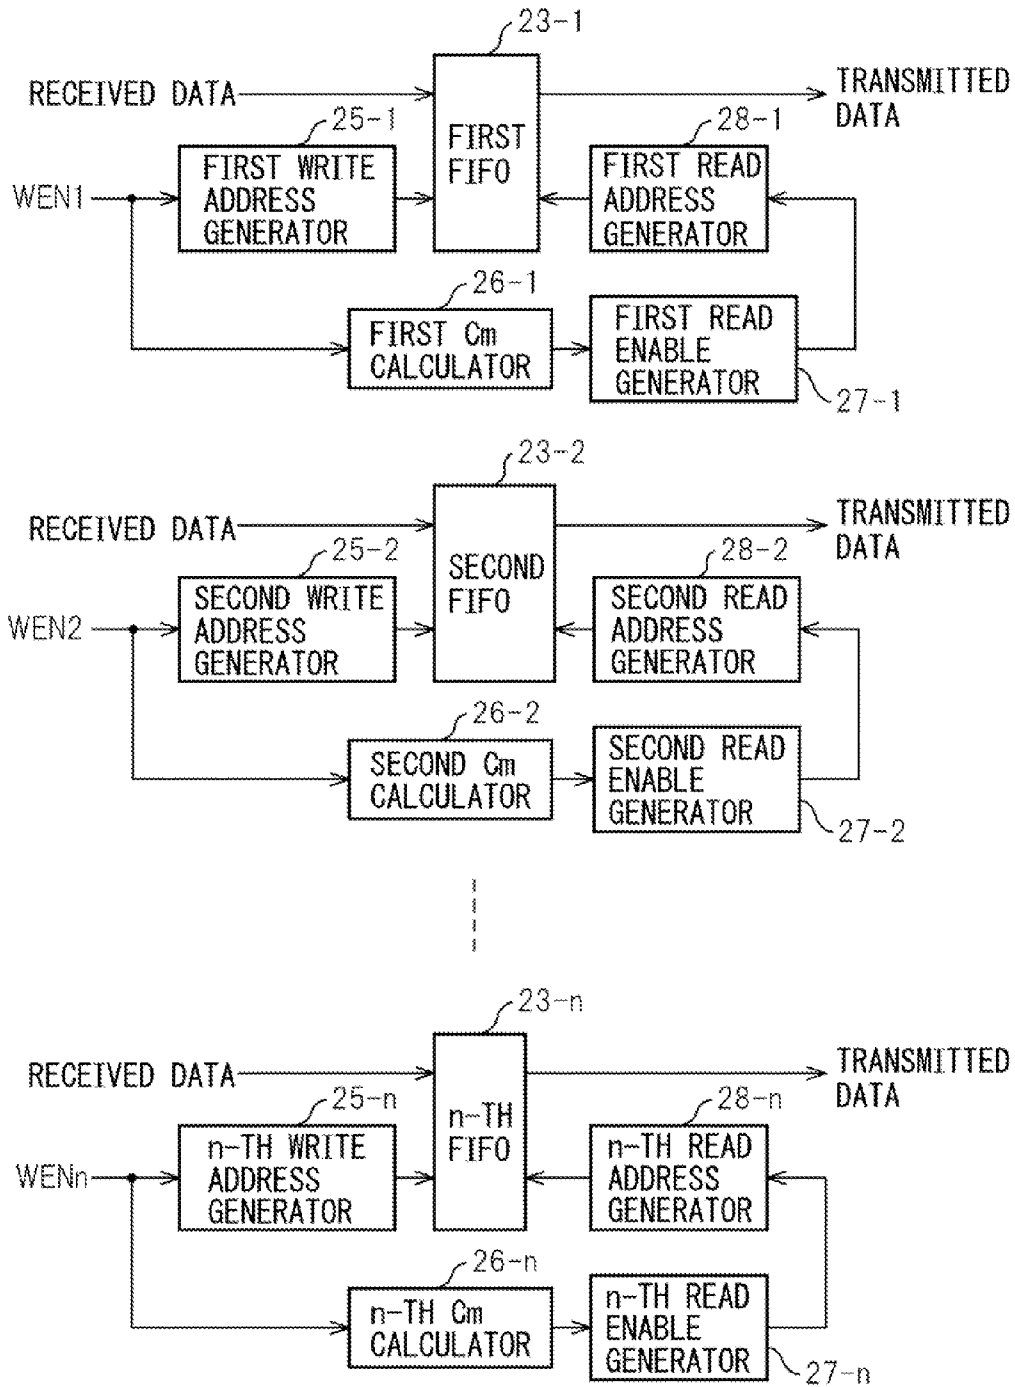 23-1
RECEIVED DATA
TRANSMITTED
DATA
25-1
28-1
FIRST
FIFO
WEN1
FIRST WRITE
ADDRESS
GENERATOR
FIRST READ
ADDRESS
GENERATOR
26-1
FIRST Cm
CALCULATOR
FIRST READ
ENABLE
GENERATOR
27-1
23-2
RECEIVED DATA
TRANSMITTED
DATA
25-2
28-2
SECOND
FIFO
WEN2
SECOND WRITE
ADDRESS
GENERATOR
SECOND READ
ADDRESS
GENERATOR
26-2
SECOND Cm
CALCULATOR
SECOND READ
ENABLE
GENERATOR
27-2
23-n
RECEIVED DATA
TRANSMITTED
DATA
25-n
28-n
n-TH
FIFO
WENn
n-TH WRITE
ADDRESS
GENERATOR
n-TH READ
ADDRESS
GENERATOR
26-n
n-TH Cm
CALCULATOR
n-TH READ
ENABLE
GENERATOR
27-n